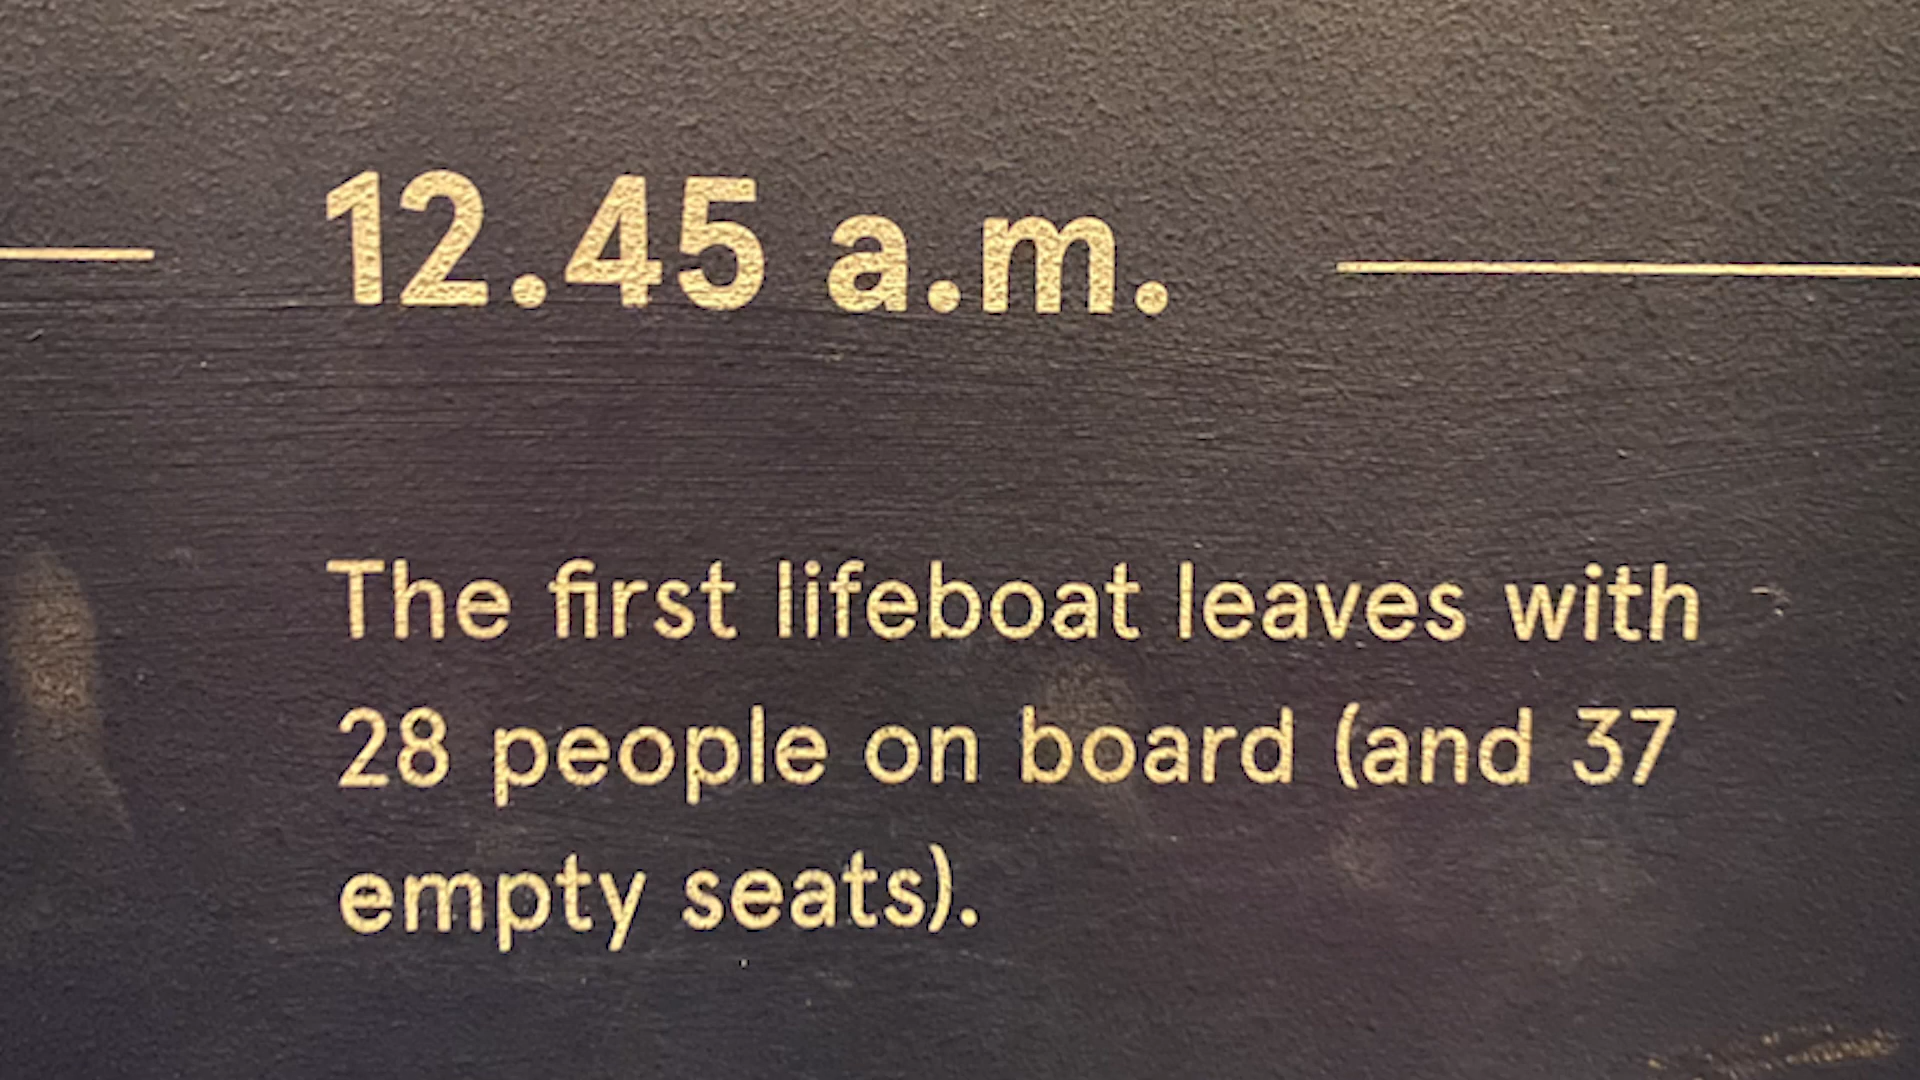 12.45 a.m.
The first lifeboat leaves with
28 people on board (and 37
empty seats).